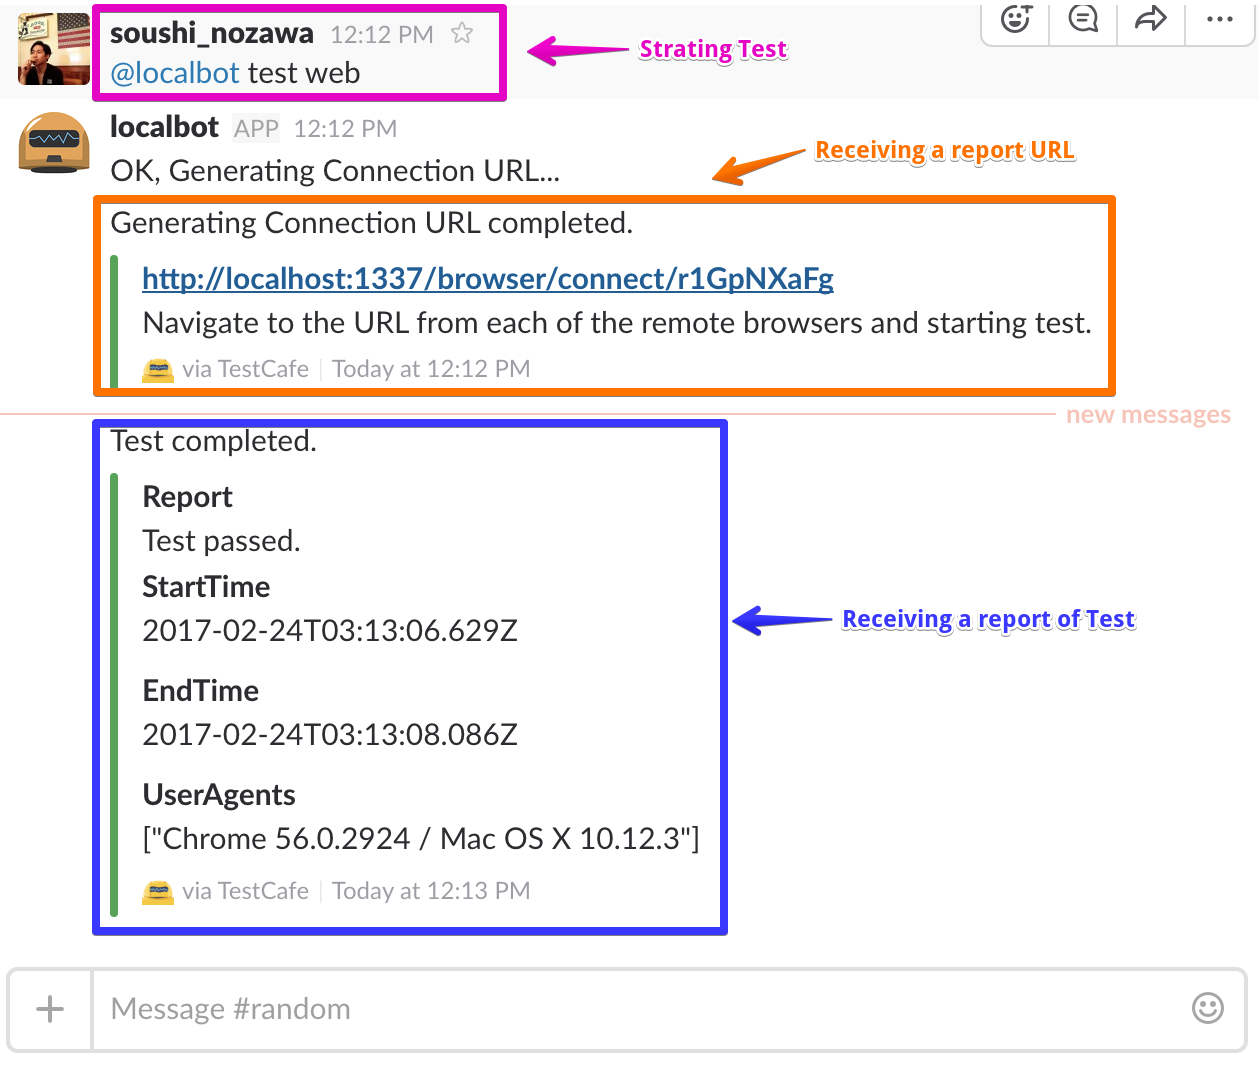 soushi_nozawa 12:12 PM
@localbot test web
Strating Test
localbot APP 12:12 PM
OK, Generating Connection URL...
Receiving a report URL
Generating Connection URL completed.
http://localhost:1337/browser/connect/r1GpNXaFg
Navigate to the URL from each of the remote browsers and starting test.
via TestCafe | Today at 12:12 PM
new messages
Test completed.
Report
Test passed.
StartTime
2017-02-24T03:13:06.629Z
Receiving a report of Test
EndTime
2017-02-24T03:13:08.086Z
UserAgents
["Chrome 56.0.2924 / Mac OS X 10.12.3"]
via TestCafe | Today at 12:13 PM
Message #random